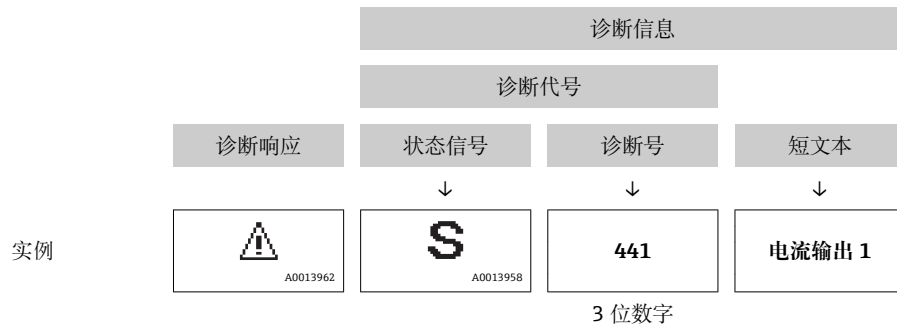 诊断信息
诊断代号
诊断响应 状态信号 诊断号 短文本
↓ ↓ ↓
实例 S 441 电流输出 1
A0013962 A0013958
3 位数字